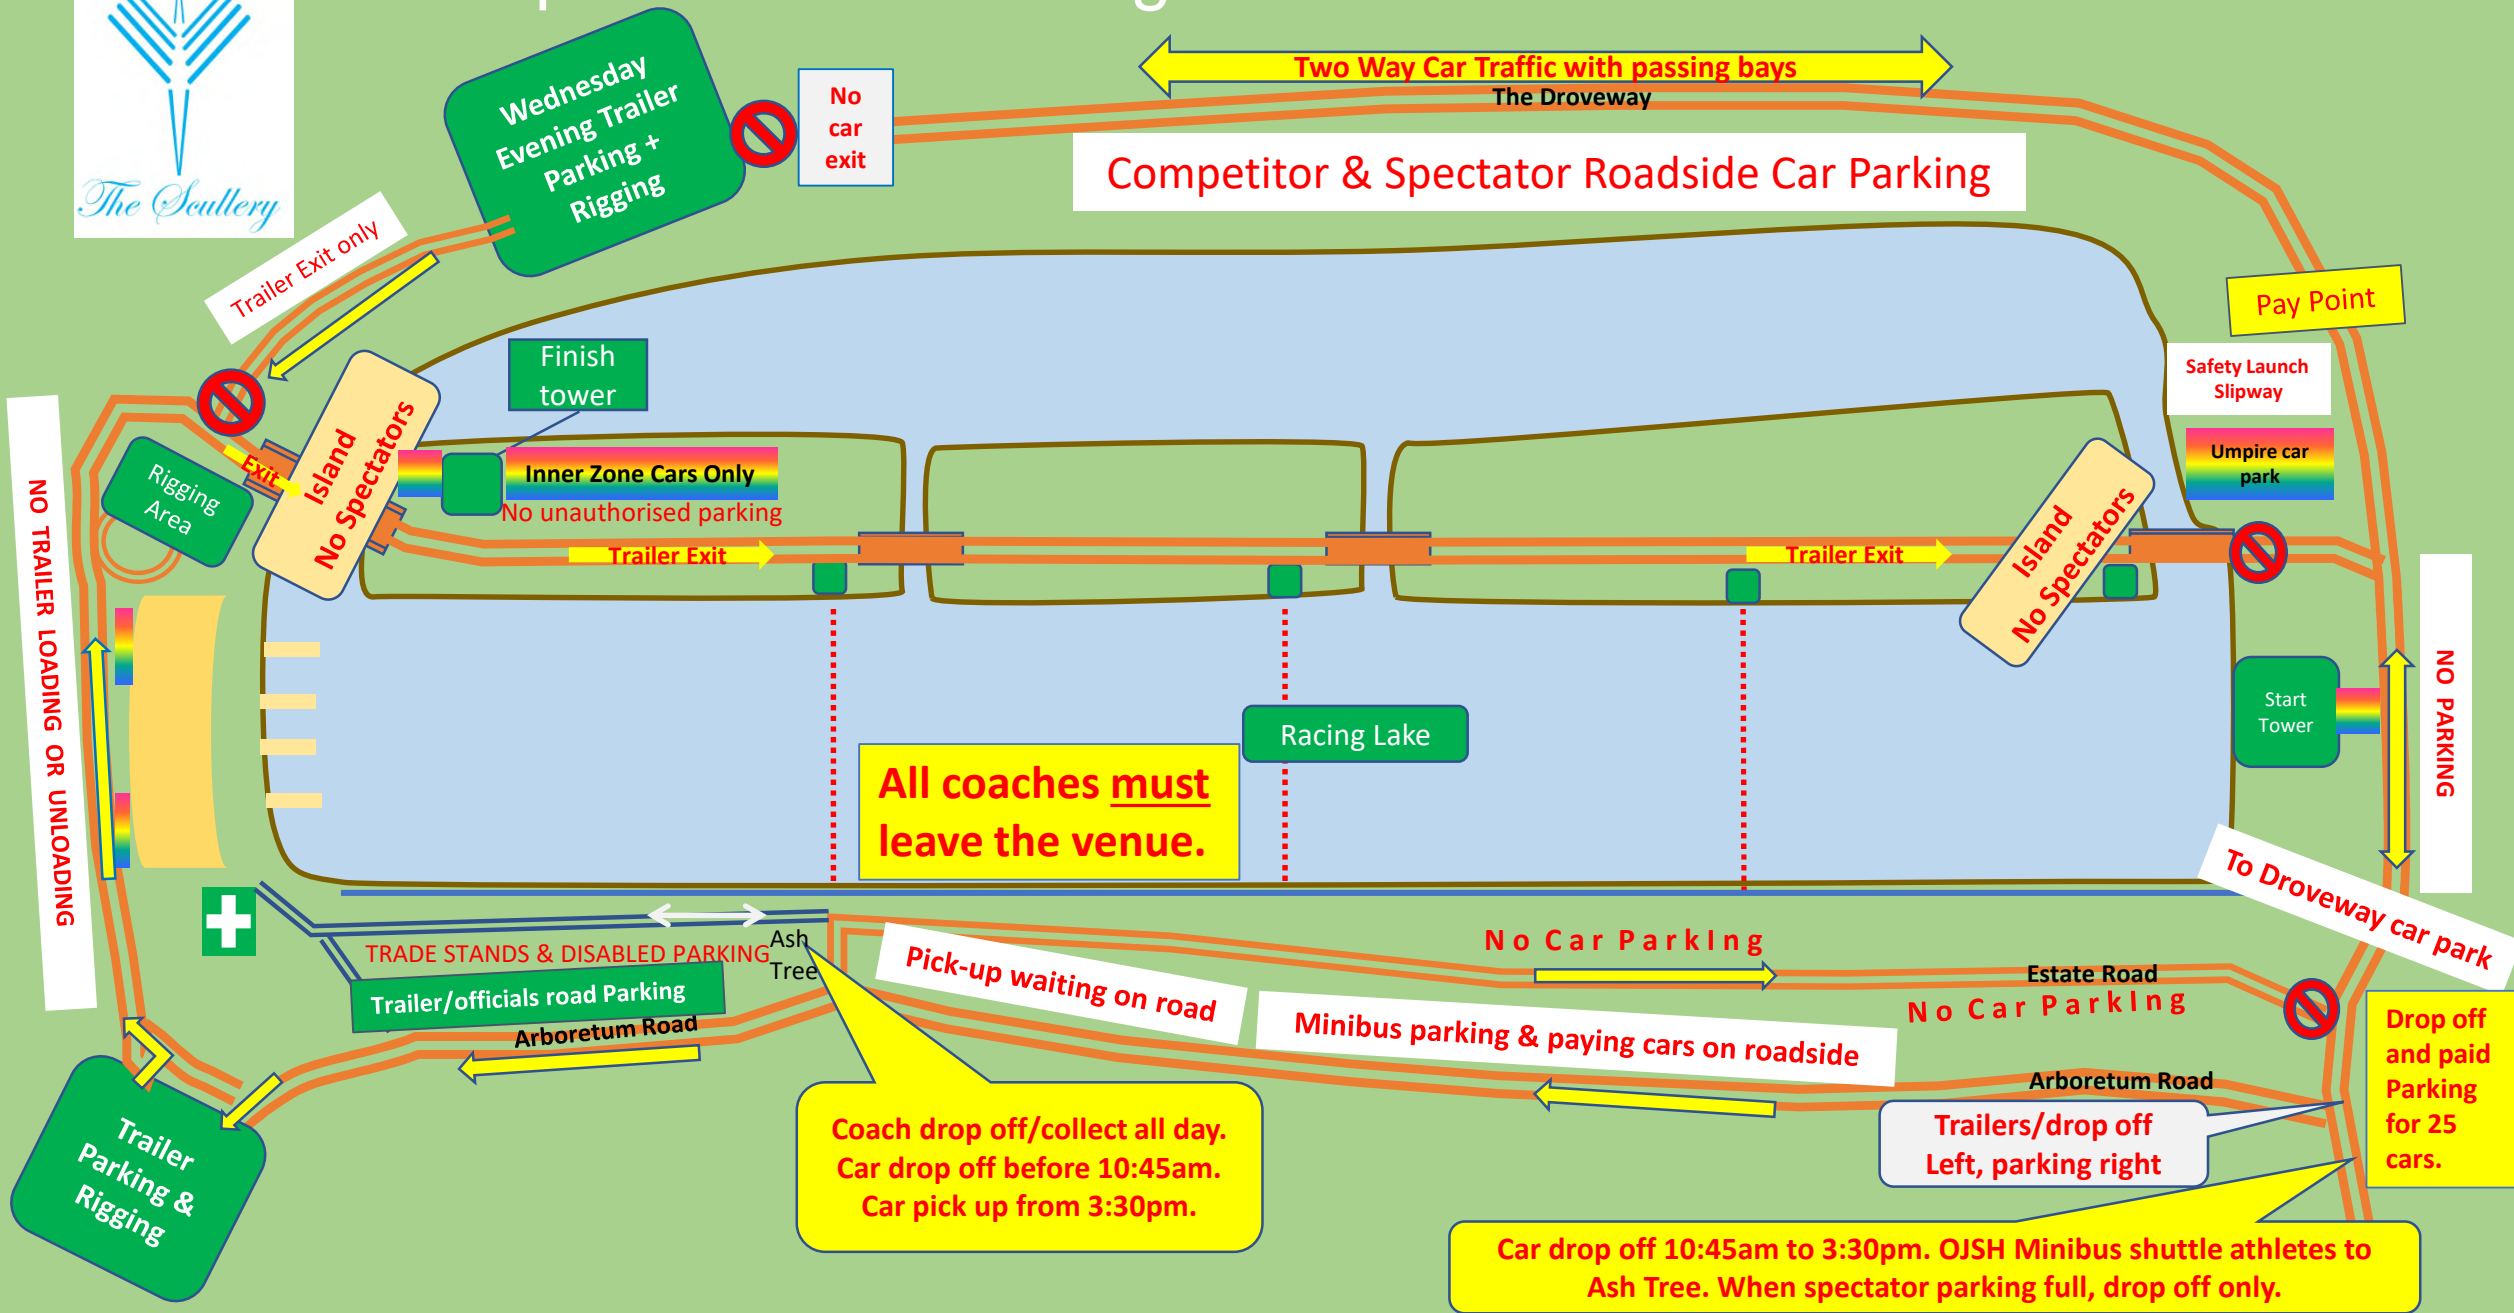 The Scullery
Wednesday
Evening Trailer
Parking +
Rigging
No
car
exit
Two Way Car Traffic with passing bays
The Droveway
Competitor & Spectator Roadside Car Parking
Trailer Exit only
Pay Point
Finish
tower
Safety Launch
Slipway
Umpire car
park
Island
No Spectators
Exit
Rigging
Area
Inner Zone Cars Only
No unauthorised parking
Trailer Exit
Trailer Exit
Island
No Spectators
NO TRAILER LOADING OR UNLOADING
NO PARKING
Start
Tower
Racing Lake
All coaches must
leave the venue.
To Droveway car park
TRADE STANDS & DISABLED PARKING
Ash
Tree
Trailer/officials road Parking
Arboretum Road
Pick-up waiting on road
No Car ParkIng
Estate Road
No Car ParkIng
Minibus parking & paying cars on roadside
Arboretum Road
Drop off
and paid
Parking
for 25
cars.
Trailers/drop off
Left, parking right
Trailer
Parking &
Rigging
Coach drop off/collect all day.
Car drop off before 10:45am.
Car pick up from 3:30pm.
Car drop off 10:45am to 3:30pm. OJSH Minibus shuttle athletes to
Ash Tree. When spectator parking full, drop off only.